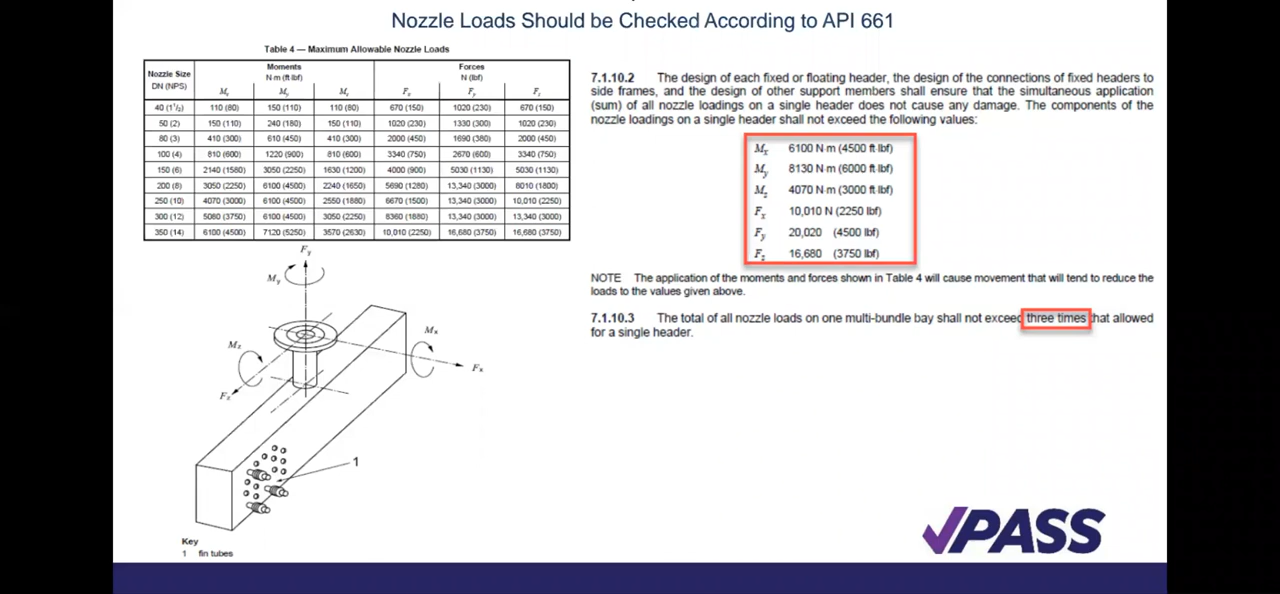 Nozzle Loads Should be Checked According to API 661
Table 4 — Maximum Allowable Nozzle Loads
Nozzle Size
DN (NPS)
Moments
N m (ft lbf)
Forces
N (lbf)
Mx My Mz Fx Fy Fz
40 (1 1/2) 110 (80) 150 (110) 110 (80) 670 (150) 1020 (230) 670 (150)
50 (2) 150 (110) 240 (180) 150 (110) 1020 (230) 1330 (300) 1020 (230)
80 (3) 410 (300) 610 (450) 410 (300) 2000 (450) 1690 (380) 2000 (450)
100 (4) 810 (600) 1220 (900) 810 (600) 3340 (750) 2670 (600) 3340 (750)
150 (6) 2140 (1580) 3050 (2250) 1630 (1200) 4000 (900) 5030 (1130) 5030 (1130)
200 (8) 3050 (2250) 6100 (4500) 2240 (1650) 5690 (1280) 13,340 (3000) 8010 (1800)
250 (10) 4070 (3000) 6100 (4500) 2550 (1880) 6670 (1500) 13,340 (3000) 10,010 (2250)
300 (12) 5080 (3750) 6100 (4500) 3050 (2250) 8360 (1880) 13,340 (3000) 13,340 (3000)
350 (14) 6100 (4500) 7120 (5250) 3570 (2630) 10,010 (2250) 16,680 (3750) 16,680 (3750)
Fy
My
Mx
Mz
Fx
Fz
1
Key
1 fin tubes
7.1.10.2 The design of each fixed or floating header, the design of the connections of fixed headers to
side frames, and the design of other support members shall ensure that the simultaneous application
(sum) of all nozzle loadings on a single header does not cause any damage. The components of the
nozzle loadings on a single header shall not exceed the following values:
Mx 6100 N·m (4500 ft·lbf)
My 8130 N·m (6000 ft·lbf)
Mz 4070 N·m (3000 ft·lbf)
Fx 10,010 N (2250 lbf)
Fy 20,020 (4500 lbf)
Fz 16,680 (3750 lbf)
NOTE The application of the moments and forces shown in Table 4 will cause movement that will tend to reduce the
loads to the values given above.
7.1.10.3 The total of all nozzle loads on one multi-bundle bay shall not exceed three times that allowed
for a single header.
PASS